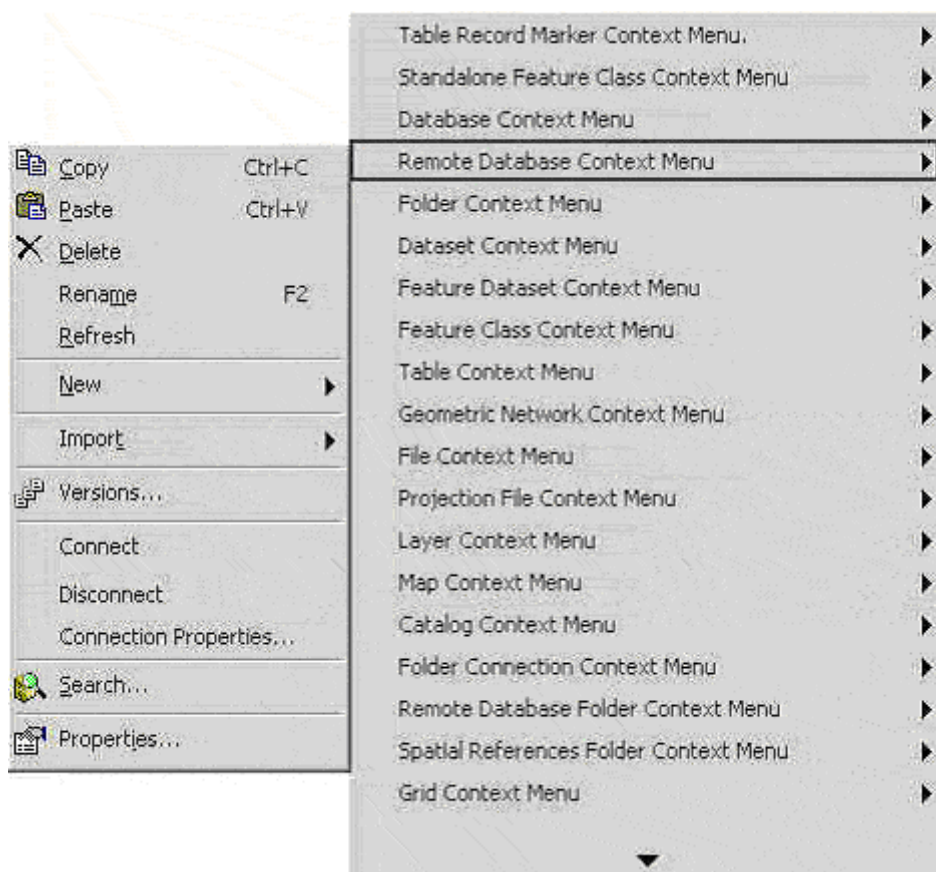 Table Record Marker Context Menu.
Standalone Feature Class Context Menu
Database Context Menu
Remote Database Context Menu
Folder Context Menu
Dataset Context Menu
Feature Dataset Context Menu
Feature Class Context Menu
Table Context Menu
Geometric Network Context Menu
File Context Menu
Projection File Context Menu
Layer Context Menu
Map Context Menu
Catalog Context Menu
Folder Connection Context Menu
Remote Database Folder Context Menu
Spatial References Folder Context Menu
Grid Context Menu
Copy Ctrl+C
Paste Ctrl+V
Delete
Rename F2
Refresh
New
Import
Versions...
Connect
Disconnect
Connection Properties...
Search...
Properties...